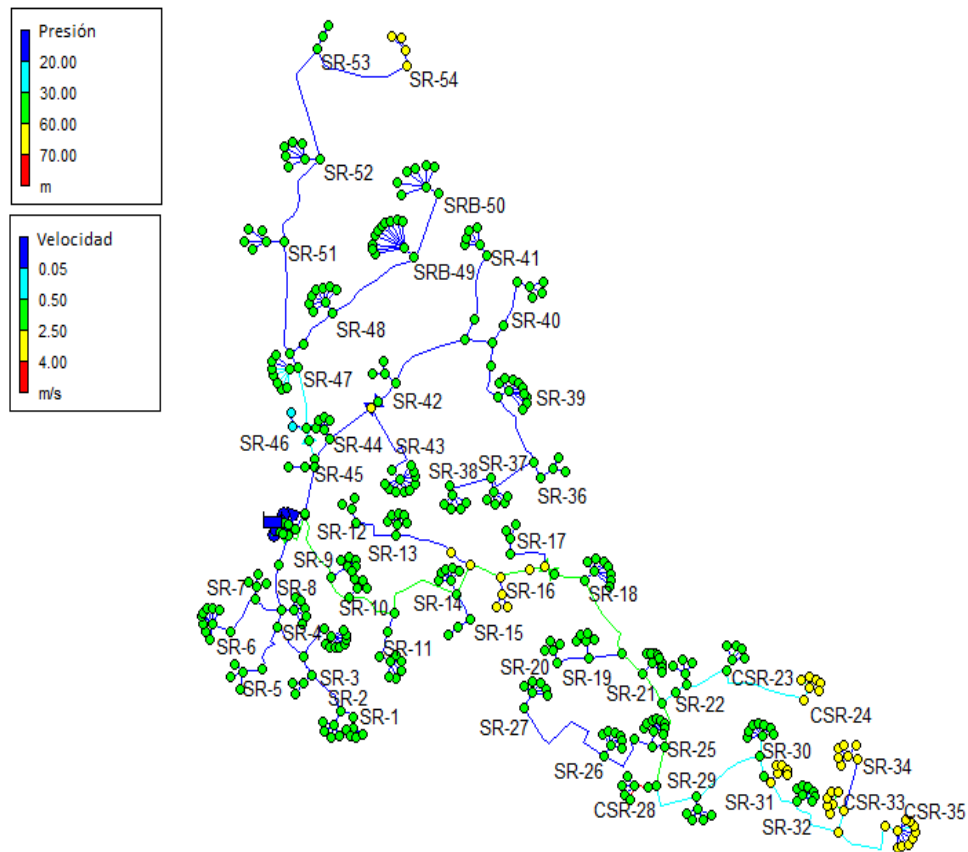 Presión
20.00
30.00
60.00
70.00
m
Velocidad
0.05
0.50
2.50
4.00
m/s
SR-53
SR-54
SR-52
SRB-50
SR-51
SRB-49
SR-41
SR-48
SR-40
SR-47
SR-42
SR-39
SR-46
SR-44
SR-43
SR-45
SR-38
SR-37
SR-36
SR-12
SR-13
SR-17
SR-9
SR-16
SR-18
SR-7
SR-8
SR-10
SR-14
SR-6
SR-4
SR-11
SR-15
SR-5
SR-3
SR-20
SR-19
SR-21
CSR-23
SR-2
SR-22
SR-1
SR-27
CSR-24
SR-25
SR-26
SR-30
SR-34
SR-29
CSR-28
SR-31
CSR-33
CSR-35
SR-32